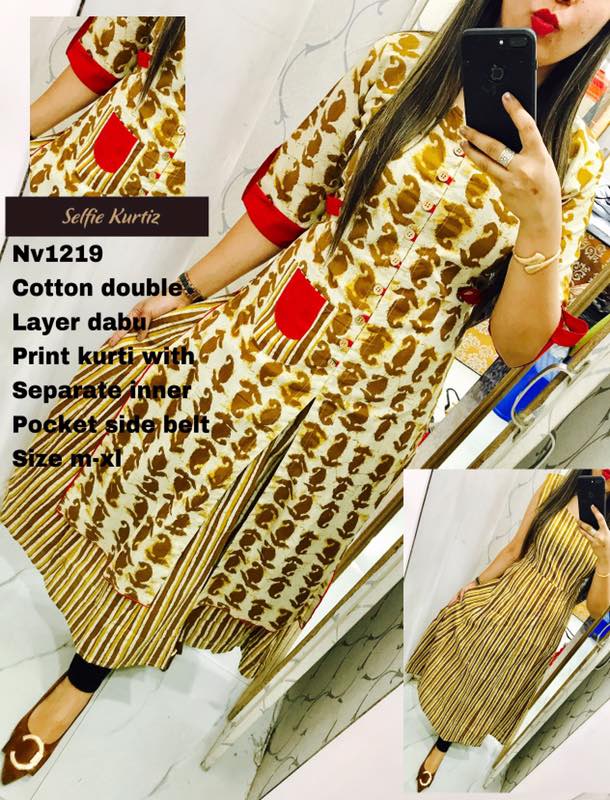 Selfie Kurtiz
Nv1219
Cotton double
Layer dabu
Print kurti with
Separate inner
Pocket side belt
Size m-xl